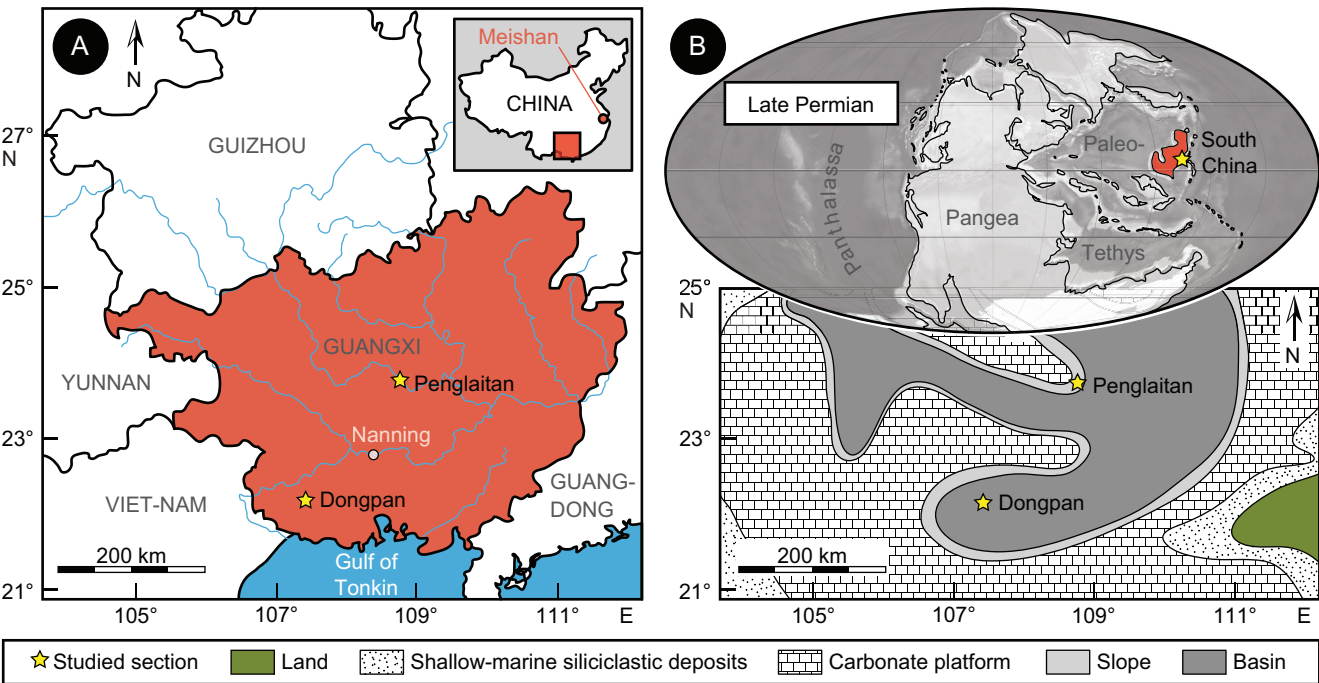 A
N
Meishan
CHINA
27°
N
GUIZHOU
25°
GUANGXI
YUNNAN
Penglaitan
23°
Nanning
VIET-NAM
Dongpan
GUANG-
DONG
200 km
Gulf of
Tonkin
21°
105°
107°
109°
111°
E
B
Late Permian
Panthalassa
Pangea
Paleo-
Tethys
South
China
25°
N
N
Penglaitan
23°
Dongpan
200 km
21°
105°
107°
109°
111°
E
Studied section
Land
Shallow-marine siliciclastic deposits
Carbonate platform
Slope
Basin